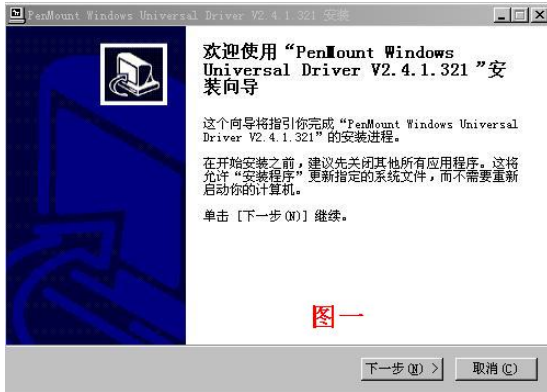 PenMount Windows Universal Driver V2.4.1.321 安装
欢迎使用“PenMount Windows
Universal Driver V2.4.1.321”安
装向导
这个向导将指引你完成“PenMount Windows Universal
Driver V2.4.1.321”的安装进程。
在开始安装之前，建议先关闭其他所有应用程序。这将
允许“安装程序”更新指定的系统文件，而不需要重新
启动你的计算机。
单击 [下一步(N)] 继续。
图一
下一步(N) >
取消(C)